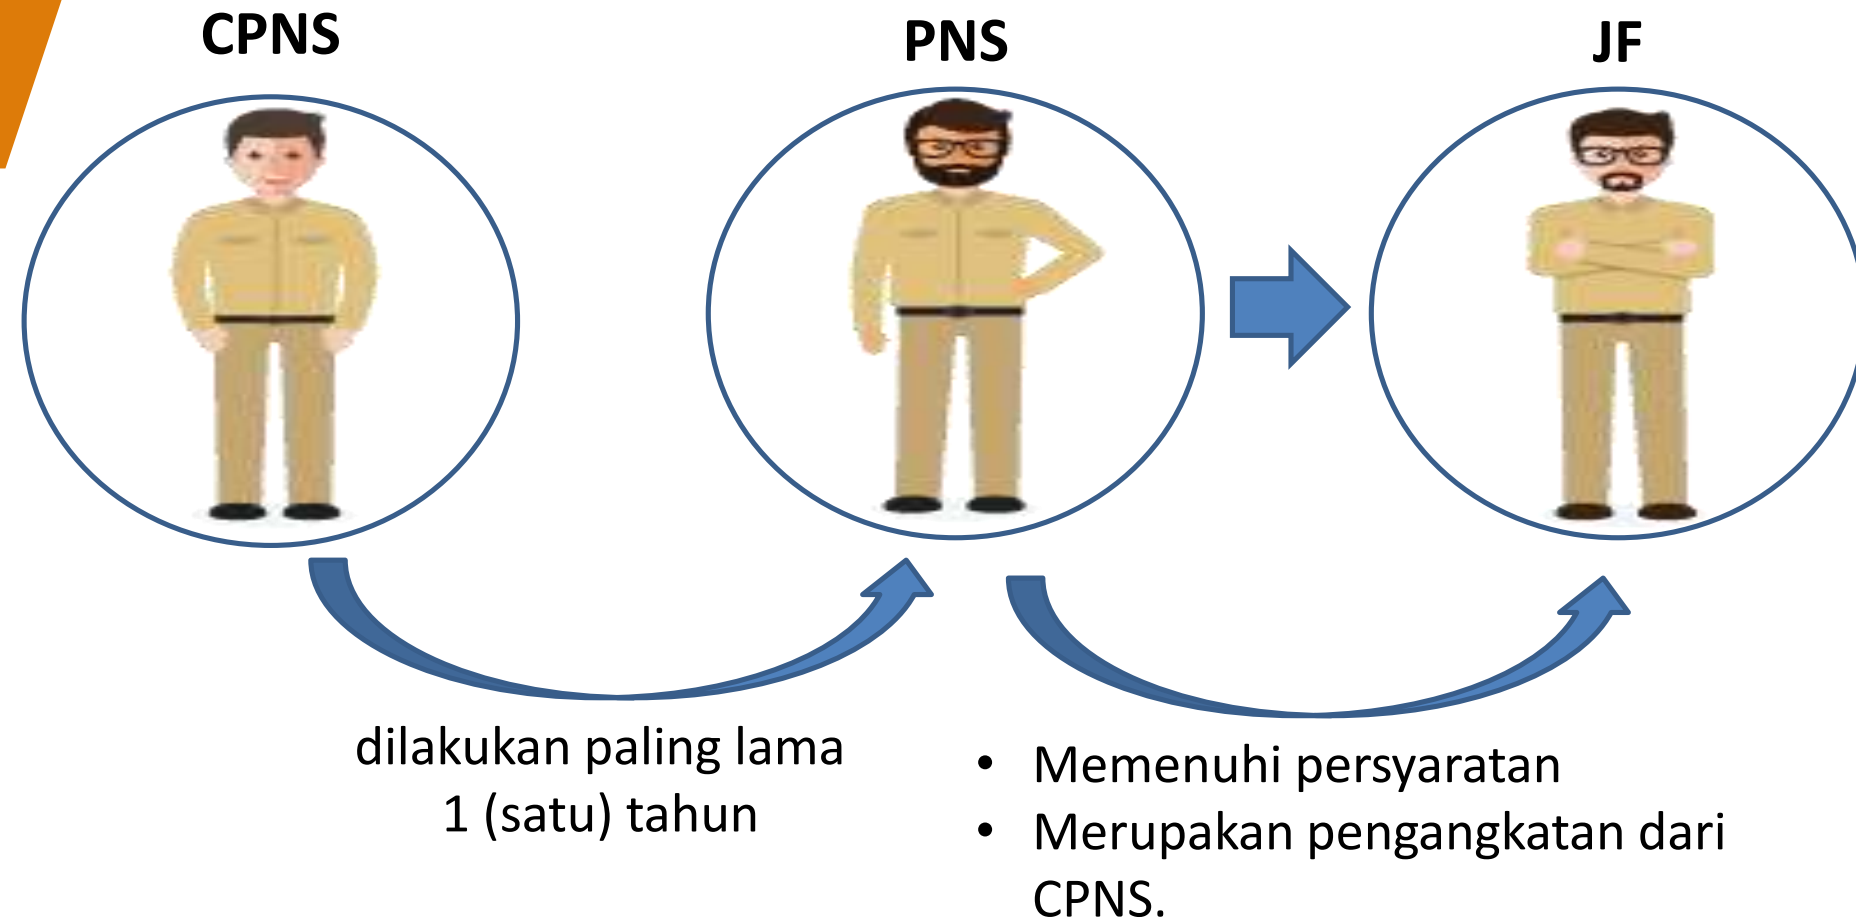 CPNS
PNS
JF
dilakukan paling lama
1 (satu) tahun
• Memenuhi persyaratan
• Merupakan pengangkatan dari
CPNS.